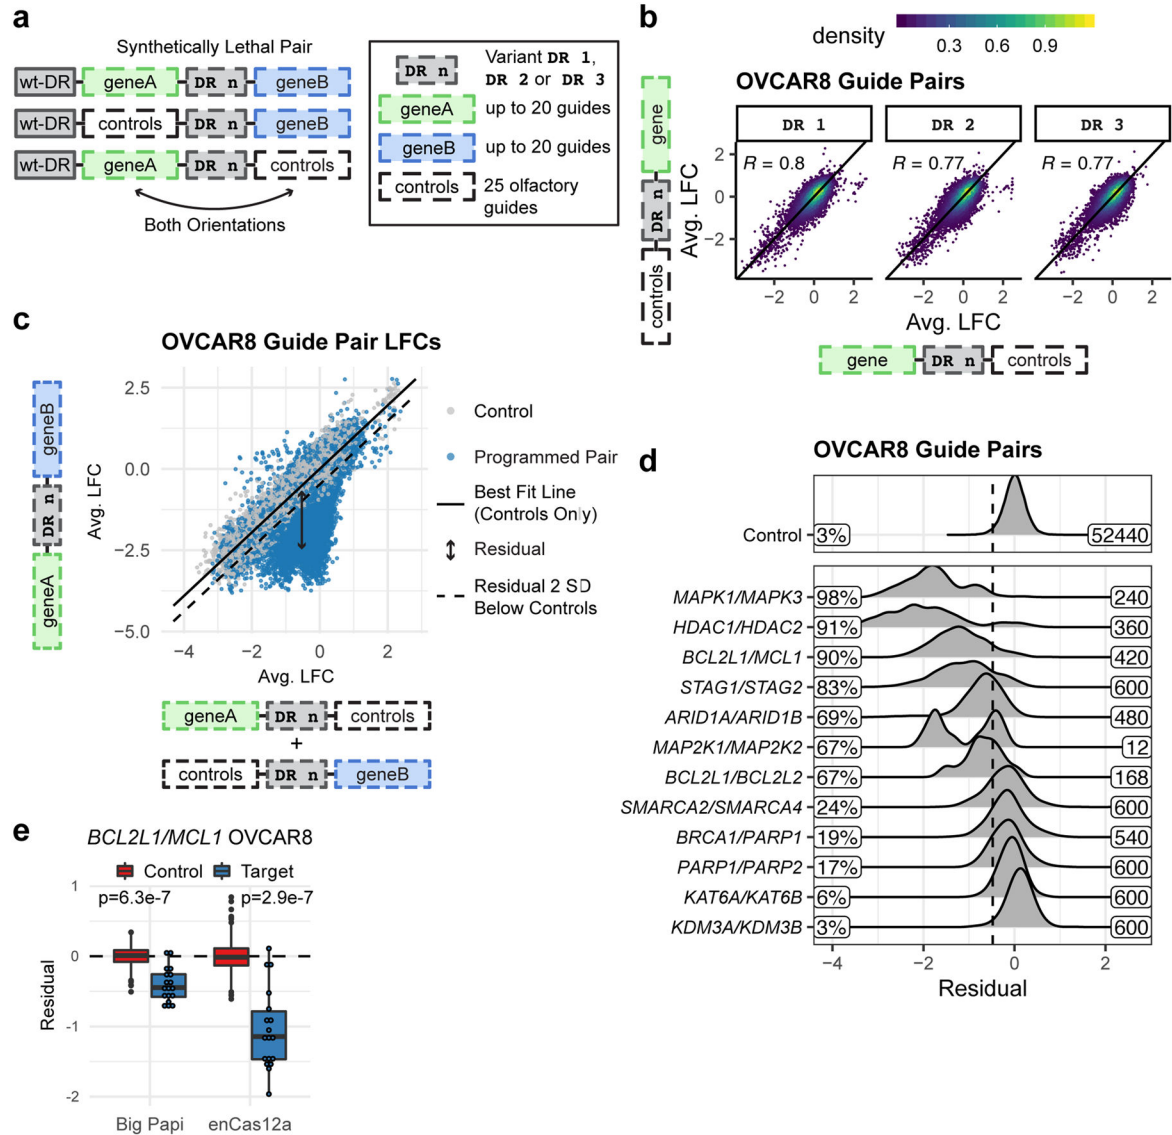 a
Synthetically Lethal Pair
wt-DR geneA DR n geneB
wt-DR controls DR n geneB
wt-DR geneA DR n controls
Both Orientations
DR n Variant DR 1,
DR 2 or DR 3
geneA up to 20 guides
geneB up to 20 guides
controls 25 olfactory
guides
b
density
0.3 0.6 0.9
OVCAR8 Guide Pairs
DR 1 DR 2 DR 3
R = 0.8 R = 0.77 R = 0.77
2
0
−2
Avg. LFC
−2 0 2 −2 0 2 −2 0 2
Avg. LFC
gene DR n controls
gene DR n controls
c
OVCAR8 Guide Pair LFCs
geneA DR n geneB
Avg. LFC
2.5
0.0
−2.5
−5.0
−4 −2 0 2
Avg. LFC
Control
Programmed Pair
Best Fit Line
(Controls Only)
Residual
Residual 2 SD
Below Controls
geneA DR n controls
+
controls DR n geneB
d
OVCAR8 Guide Pairs
Control 3% 52440
MAPK1/MAPK3 98% 240
HDAC1/HDAC2 91% 360
BCL2L1/MCL1 90% 420
STAG1/STAG2 83% 600
ARID1A/ARID1B 69% 480
MAP2K1/MAP2K2 67% 12
BCL2L1/BCL2L2 67% 168
SMARCA2/SMARCA4 24% 600
BRCA1/PARP1 19% 540
PARP1/PARP2 17% 600
KAT6A/KAT6B 6% 600
KDM3A/KDM3B 3% 600
−4 −2 0 2
Residual
e
BCL2L1/MCL1 OVCAR8
Control Target
p=6.3e-7 p=2.9e-7
1
0
-1
-2
Residual
Big Papi enCas12a